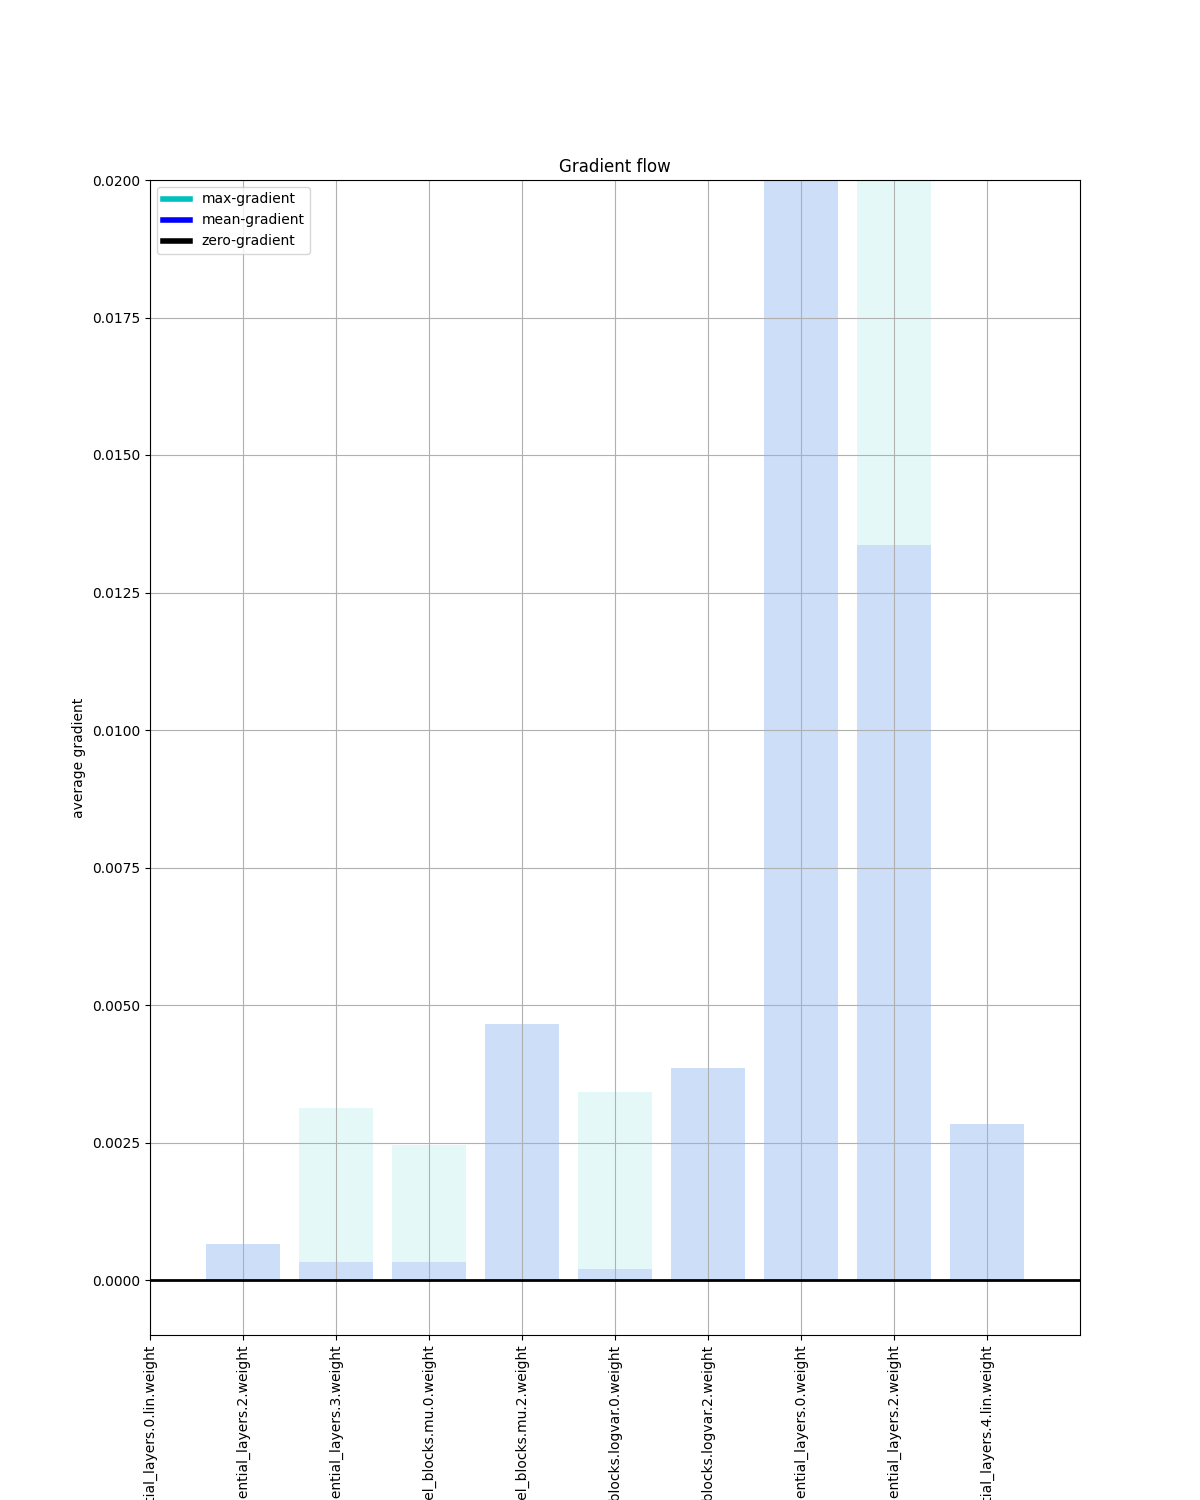 Gradient flow
max-gradient
mean-gradient
zero-gradient
0.0200
0.0175
0.0150
0.0125
0.0100
0.0075
0.0050
0.0025
0.0000
average gradient
tial_layers.0.lin.weight
ential_layers.2.weight
ential_layers.3.weight
el_blocks.mu.0.weight
el_blocks.mu.2.weight
blocks.logvar.0.weight
blocks.logvar.2.weight
ential_layers.0.weight
ential_layers.2.weight
tial_layers.4.lin.weight